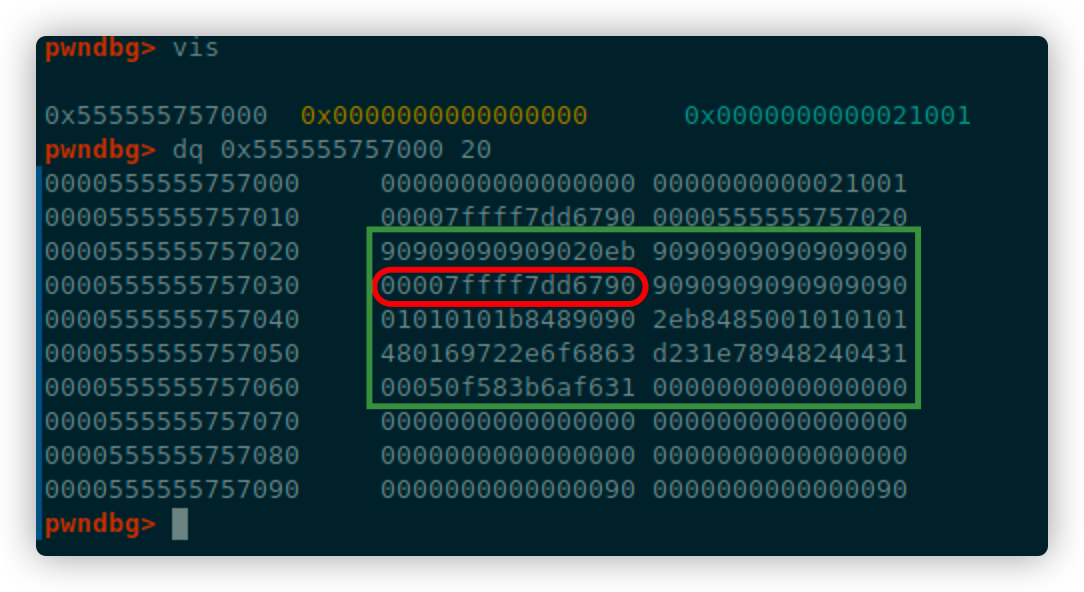 pwndbg> vis
0x555555757000 0x0000000000000000 0x0000000000021001
pwndbg> dq 0x555555757000 20
0000555555757000 0000000000000000 0000000000021001
0000555555757010 00007ffff7dd6790 0000555555757020
0000555555757020 90909090909020eb 9090909090909090
0000555555757030 00007ffff7dd6790 9090909090909090
0000555555757040 01010101b8489090 2eb8485001010101
0000555555757050 480169722e6f6863 d231e78948240431
0000555555757060 00050f583b6af631 0000000000000000
0000555555757070 0000000000000000 0000000000000000
0000555555757080 0000000000000000 0000000000000000
0000555555757090 0000000000000090 0000000000000090
pwndbg>